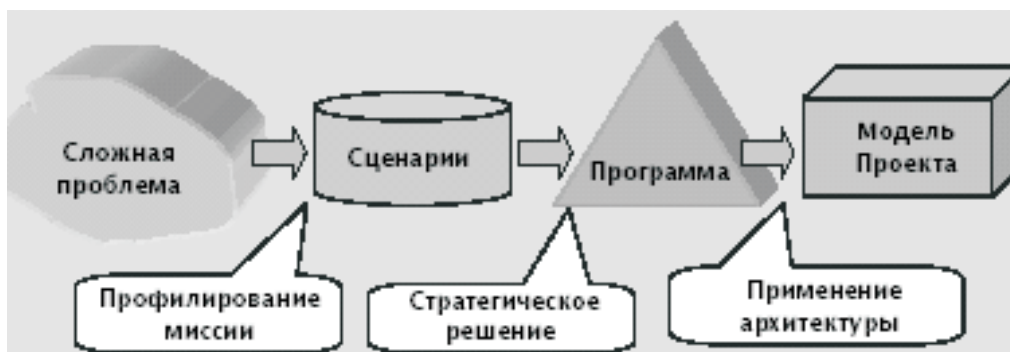 Сложная
проблема
Сценарии
Программа
Модель
Проекта
Профилирование
миссии
Стратегическое
решение
Применение
архитектуры